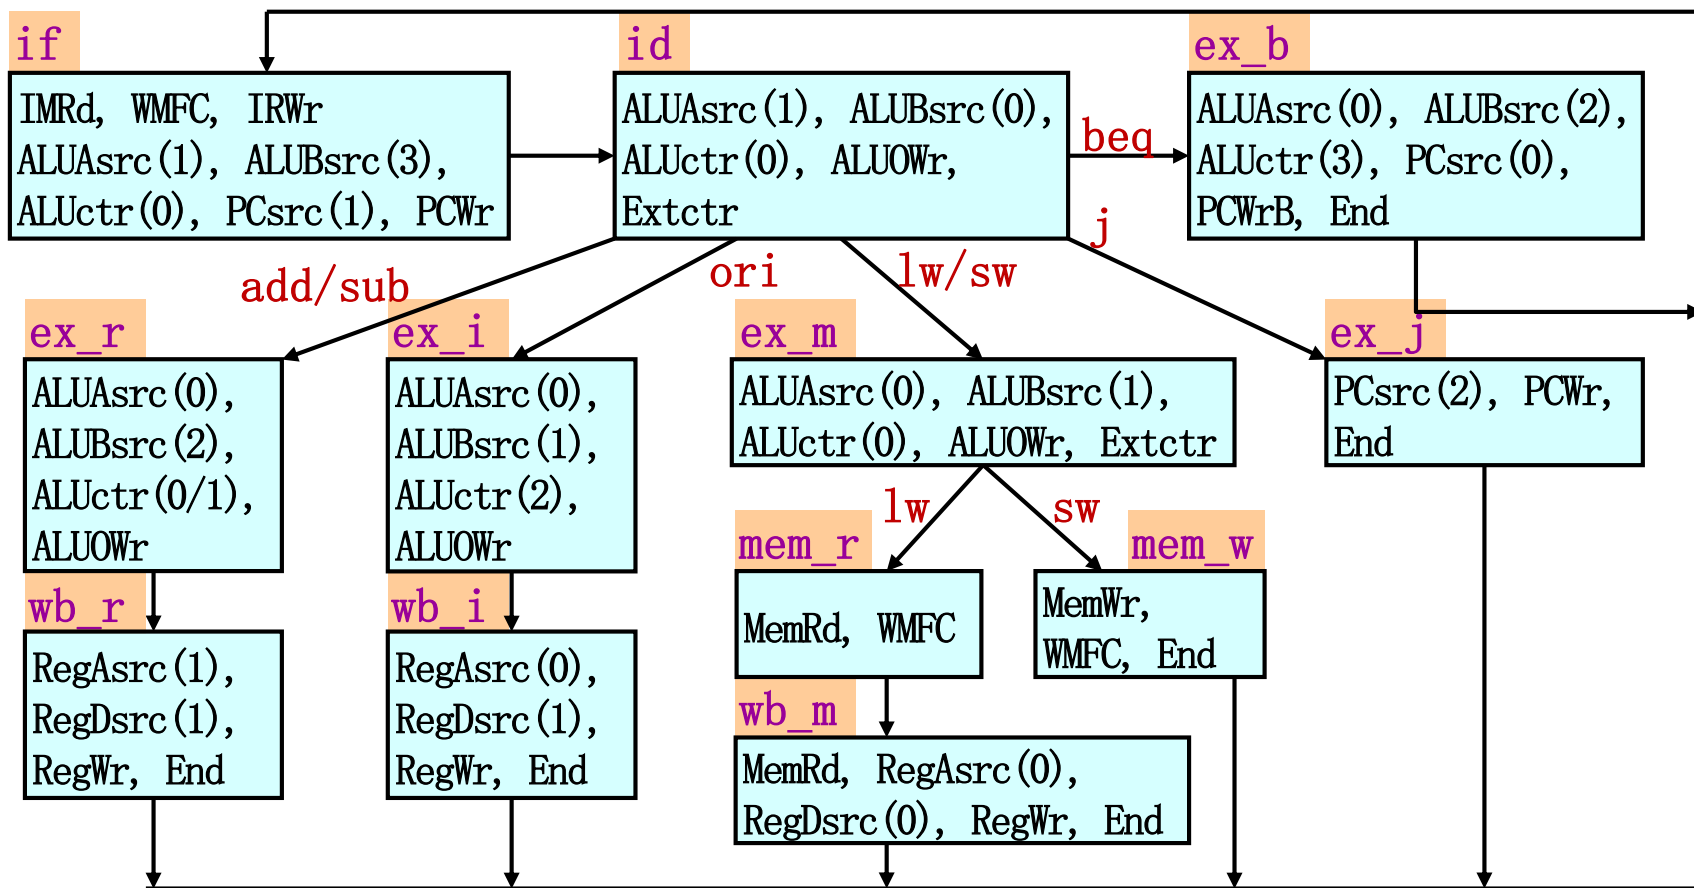 if
IMRd, WMFC, IRWr
ALUAsrc(1), ALUBsrc(3),
ALUctr(0), PCsrc(1), PCWr
id
ALUAsrc(1), ALUBsrc(0),
ALUctr(0), ALUOWr,
Extctr
beq
ex_b
ALUAsrc(0), ALUBsrc(2),
ALUctr(3), PCsrc(0),
PCWrB, End
add/sub
ori
lw/sw
j
ex_r
ALUAsrc(0),
ALUBsrc(2),
ALUctr(0/1),
ALUOWr
ex_i
ALUAsrc(0),
ALUBsrc(1),
ALUctr(2),
ALUOWr
ex_m
ALUAsrc(0), ALUBsrc(1),
ALUctr(0), ALUOWr, Extctr
ex_j
PCsrc(2), PCWr,
End
lw
sw
wb_r
RegAsrc(1),
RegDsrc(1),
RegWr, End
wb_i
RegAsrc(0),
RegDsrc(1),
RegWr, End
mem_r
MemRd, WMFC
mem_w
MemWr,
WMFC, End
wb_m
MemRd, RegAsrc(0),
RegDsrc(0), RegWr, End